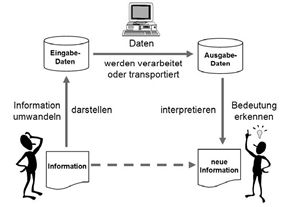 Eingabe-
Daten
Daten
Ausgabe-
Daten
werden verarbeitet
oder transportiert
Information
umwandeln
darstellen
interpretieren
Bedeutung
erkennen
Information
neue
Information